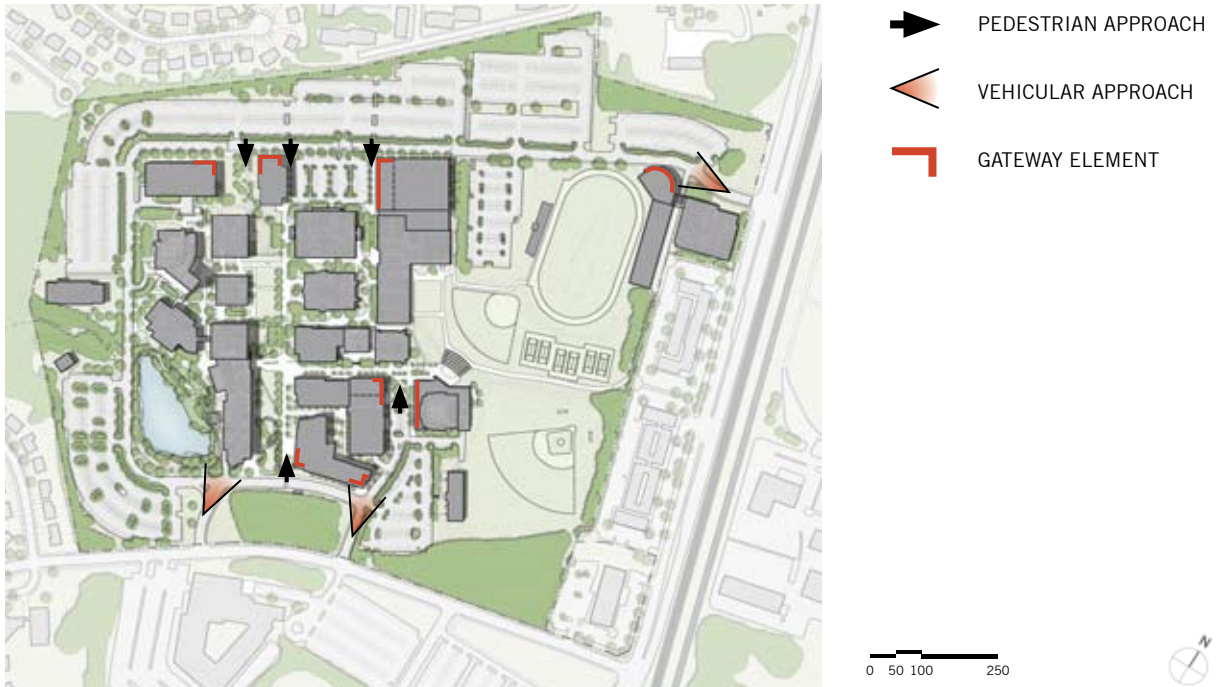 PEDESTRIAN APPROACH
VEHICULAR APPROACH
GATEWAY ELEMENT
N
0 50 100 250